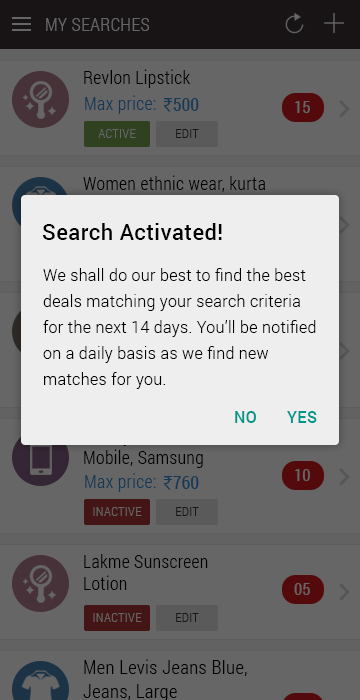 MY SEARCHES
Revlon Lipstick
Max price: ₹500
15
ACTIVE
EDIT
Women ethnic wear, kurta
Search Activated!
We shall do our best to find the best
deals matching your search criteria
for the next 14 days. You'll be notified
on a daily basis as we find new
matches for you.
NO
YES
Mobile, Samsung
Max price: ₹760
10
INACTIVE
EDIT
Lakme Sunscreen
Lotion
05
INACTIVE
EDIT
Men Levis Jeans Blue,
Jeans, Large